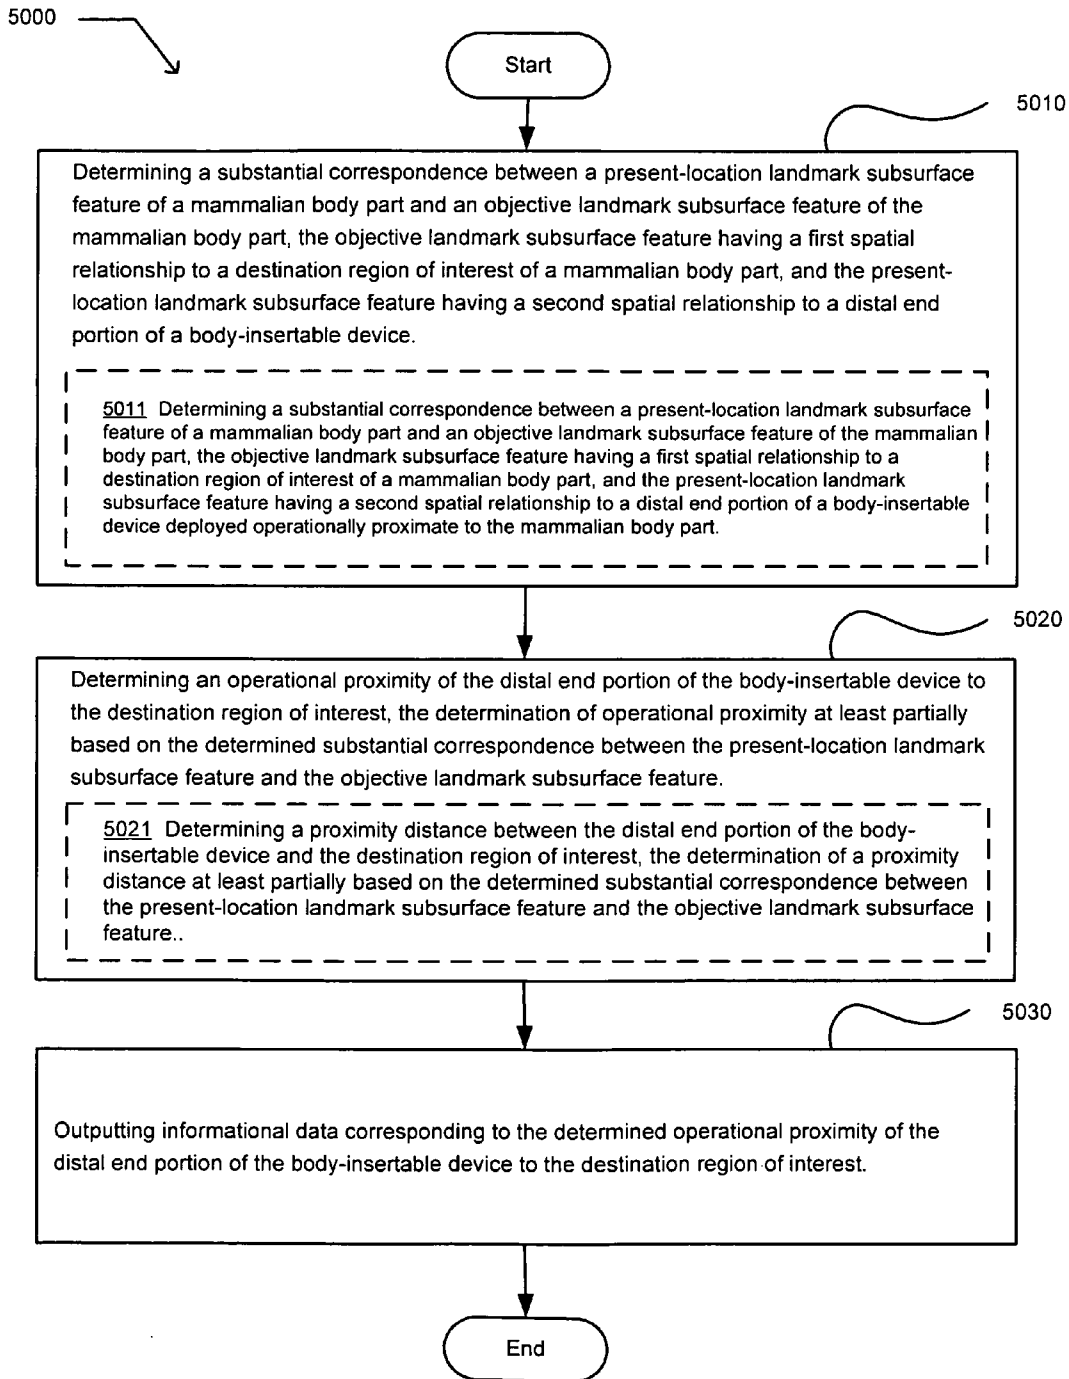 5000
Start
5010
Determining a substantial correspondence between a present-location landmark subsurface
feature of a mammalian body part and an objective landmark subsurface feature of the
mammalian body part, the objective landmark subsurface feature having a first spatial
relationship to a destination region of interest of a mammalian body part, and the present-
location landmark subsurface feature having a second spatial relationship to a distal end
portion of a body-insertable device.
5011 Determining a substantial correspondence between a present-location landmark subsurface
feature of a mammalian body part and an objective landmark subsurface feature of the mammalian
body part, the objective landmark subsurface feature having a first spatial relationship to a
destination region of interest of a mammalian body part, and the present-location landmark
subsurface feature having a second spatial relationship to a distal end portion of a body-insertable
device deployed operationally proximate to the mammalian body part.
5020
Determining an operational proximity of the distal end portion of the body-insertable device to
the destination region of interest, the determination of operational proximity at least partially
based on the determined substantial correspondence between the present-location landmark
subsurface feature and the objective landmark subsurface feature.
5021 Determining a proximity distance between the distal end portion of the body-
insertable device and the destination region of interest, the determination of a proximity
distance at least partially based on the determined substantial correspondence between
the present-location landmark subsurface feature and the objective landmark subsurface
feature..
5030
Outputting informational data corresponding to the determined operational proximity of the
distal end portion of the body-insertable device to the destination region of interest.
End